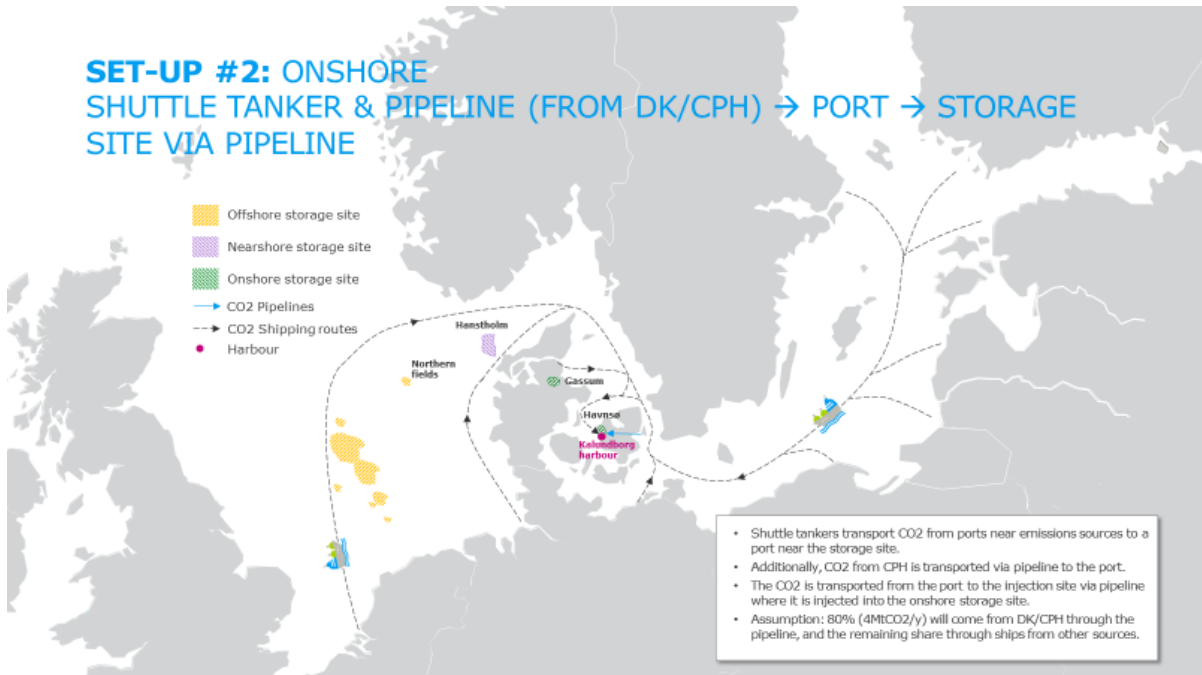 SET-UP #2: ONSHORE
SHUTTLE TANKER & PIPELINE (FROM DK/CPH) → PORT → STORAGE
SITE VIA PIPELINE
Offshore storage site
Nearshore storage site
Onshore storage site
CO2 Pipelines
CO2 Shipping routes
Harbour
Hanstholm
Northern
fields
Gassum
Havnsø
Kalundborg
harbour
• Shuttle tankers transport CO2 from ports near emissions sources to a
port near the storage site.
• Additionally, CO2 from CPH is transported via pipeline to the port.
• The CO2 is transported from the port to the injection site via pipeline
where it is injected into the onshore storage site.
• Assumption: 80% (4MtCO2/y) will come from DK/CPH through the
pipeline, and the remaining share through ships from other sources.